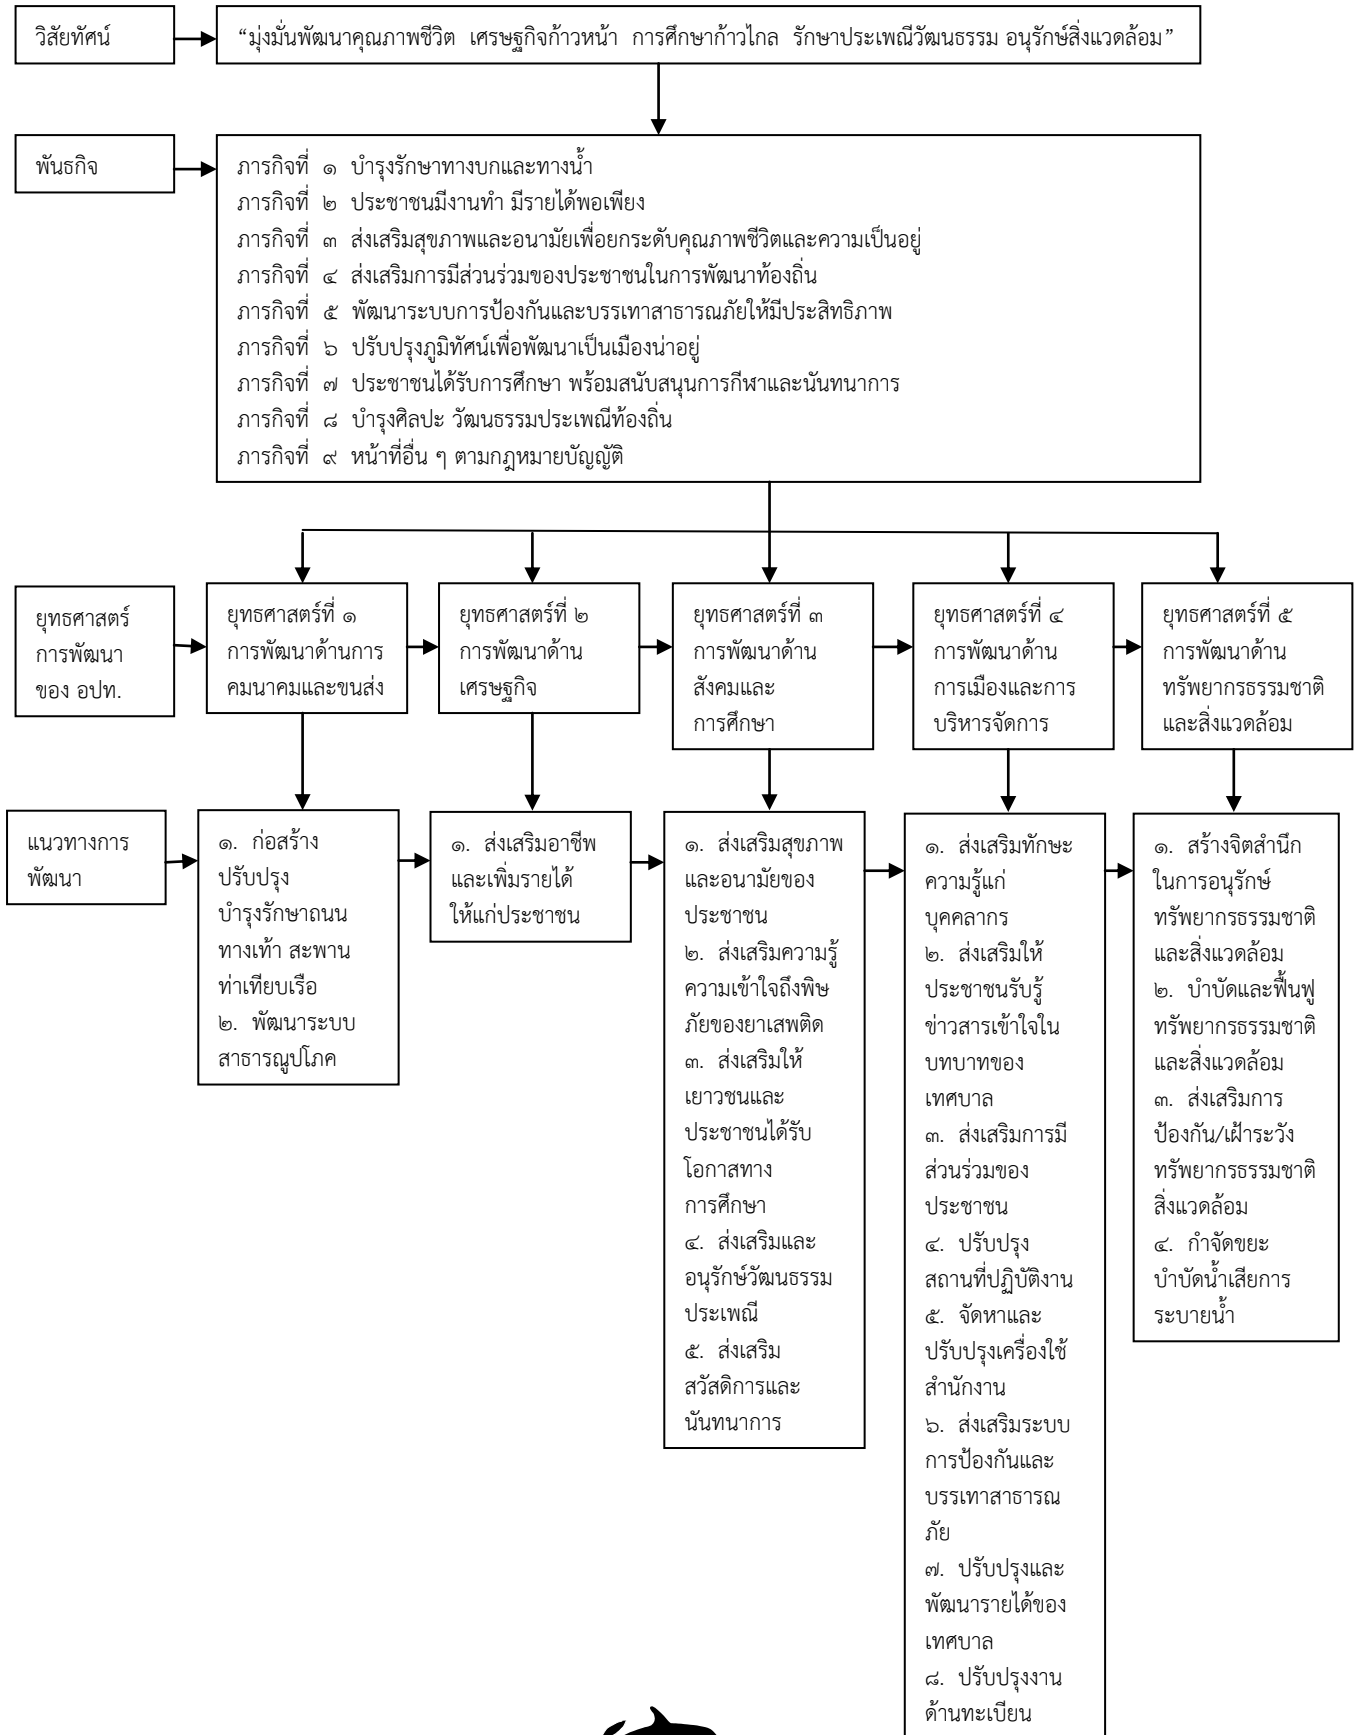 วิสัยทัศน์
“มุ่งมั่นพัฒนาคุณภาพชีวิต เศรษฐกิจก้าวหน้า การศึกษาก้าวไกล รักษาประเพณีวัฒนธรรม อนุรักษ์สิ่งแวดล้อม”
พันธกิจ
ภารกิจที่ ๑ บำรุงรักษาทางบกและทางน้ำ
ภารกิจที่ ๒ ประชาชนมีงานทำ มีรายได้พอเพียง
ภารกิจที่ ๓ ส่งเสริมสุขภาพและอนามัยเพื่อยกระดับคุณภาพชีวิตและความเป็นอยู่
ภารกิจที่ ๔ ส่งเสริมการมีส่วนร่วมของประชาชนในการพัฒนาท้องถิ่น
ภารกิจที่ ๕ พัฒนาระบบการป้องกันและบรรเทาสาธารณภัยให้มีประสิทธิภาพ
ภารกิจที่ ๖ ปรับปรุงภูมิทัศน์เพื่อพัฒนาเป็นเมืองน่าอยู่
ภารกิจที่ ๗ ประชาชนได้รับการศึกษา พร้อมสนับสนุนการกีฬาและนันทนาการ
ภารกิจที่ ๘ บำรุงศิลปะ วัฒนธรรมประเพณีท้องถิ่น
ภารกิจที่ ๙ หน้าที่อื่น ๆ ตามกฎหมายบัญญัติ
ยุทธศาสตร์
การพัฒนา
ของ อปท.
ยุทธศาสตร์ที่ ๑
การพัฒนาด้านการ
คมนาคมและขนส่ง
ยุทธศาสตร์ที่ ๒
การพัฒนาด้าน
เศรษฐกิจ
ยุทธศาสตร์ที่ ๓
การพัฒนาด้าน
สังคมและ
การศึกษา
ยุทธศาสตร์ที่ ๔
การพัฒนาด้าน
การเมืองและการ
บริหารจัดการ
ยุทธศาสตร์ที่ ๕
การพัฒนาด้าน
ทรัพยากรธรรมชาติ
และสิ่งแวดล้อม
แนวทางการ
พัฒนา
๑. ก่อสร้าง
ปรับปรุง
บำรุงรักษาถนน
ทางเท้า สะพาน
ท่าเทียบเรือ
๒. พัฒนาระบบ
สาธารณูปโภค
๑. ส่งเสริมอาชีพ
และเพิ่มรายได้
ให้แก่ประชาชน
๑. ส่งเสริมสุขภาพ
และอนามัยของ
ประชาชน
๒. ส่งเสริมความรู้
ความเข้าใจถึงพิษ
ภัยของยาเสพติด
๓. ส่งเสริมให้
เยาวชนและ
ประชาชนได้รับ
โอกาสทาง
การศึกษา
๔. ส่งเสริมและ
อนุรักษ์วัฒนธรรม
ประเพณี
๕. ส่งเสริม
สวัสดิการและ
นันทนาการ
๑. ส่งเสริมทักษะ
ความรู้แก่
บุคคลากร
๒. ส่งเสริมให้
ประชาชนรับรู้
ข่าวสารเข้าใจใน
บทบาทของ
เทศบาล
๓. ส่งเสริมการมี
ส่วนร่วมของ
ประชาชน
๔. ปรับปรุง
สถานที่ปฏิบัติงาน
๕. จัดหาและ
ปรับปรุงเครื่องใช้
สำนักงาน
๖. ส่งเสริมระบบ
การป้องกันและ
บรรเทาสาธารณ
ภัย
๗. ปรับปรุงและ
พัฒนารายได้ของ
เทศบาล
๘. ปรับปรุงงาน
ด้านทะเบียน
๑. สร้างจิตสำนึก
ในการอนุรักษ์
ทรัพยากรธรรมชาติ
และสิ่งแวดล้อม
๒. บำบัดและฟื้นฟู
ทรัพยากรธรรมชาติ
และสิ่งแวดล้อม
๓. ส่งเสริมการ
ป้องกัน/เฝ้าระวัง
ทรัพยากรธรรมชาติ
สิ่งแวดล้อม
๔. กำจัดขยะ
บำบัดน้ำเสียการ
ระบายน้ำ